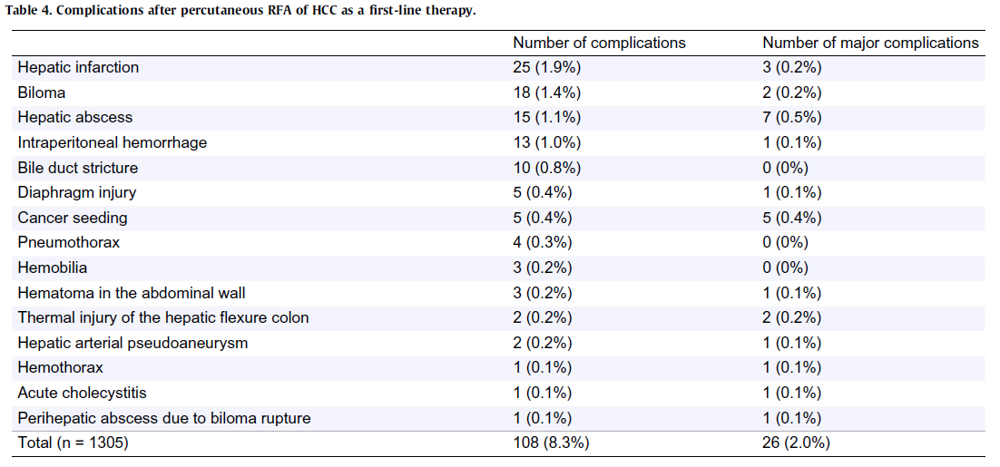 Table 4. Complications after percutaneous RFA of HCC as a first-line therapy.
Number of complications Number of major complications
Hepatic infarction 25 (1.9%) 3 (0.2%)
Biloma 18 (1.4%) 2 (0.2%)
Hepatic abscess 15 (1.1%) 7 (0.5%)
Intraperitoneal hemorrhage 13 (1.0%) 1 (0.1%)
Bile duct stricture 10 (0.8%) 0 (0%)
Diaphragm injury 5 (0.4%) 1 (0.1%)
Cancer seeding 5 (0.4%) 5 (0.4%)
Pneumothorax 4 (0.3%) 0 (0%)
Hemobilia 3 (0.2%) 0 (0%)
Hematoma in the abdominal wall 3 (0.2%) 1 (0.1%)
Thermal injury of the hepatic flexure colon 2 (0.2%) 2 (0.2%)
Hepatic arterial pseudoaneurysm 2 (0.2%) 1 (0.1%)
Hemothorax 1 (0.1%) 1 (0.1%)
Acute cholecystitis 1 (0.1%) 1 (0.1%)
Perihepatic abscess due to biloma rupture 1 (0.1%) 1 (0.1%)
Total (n = 1305) 108 (8.3%) 26 (2.0%)